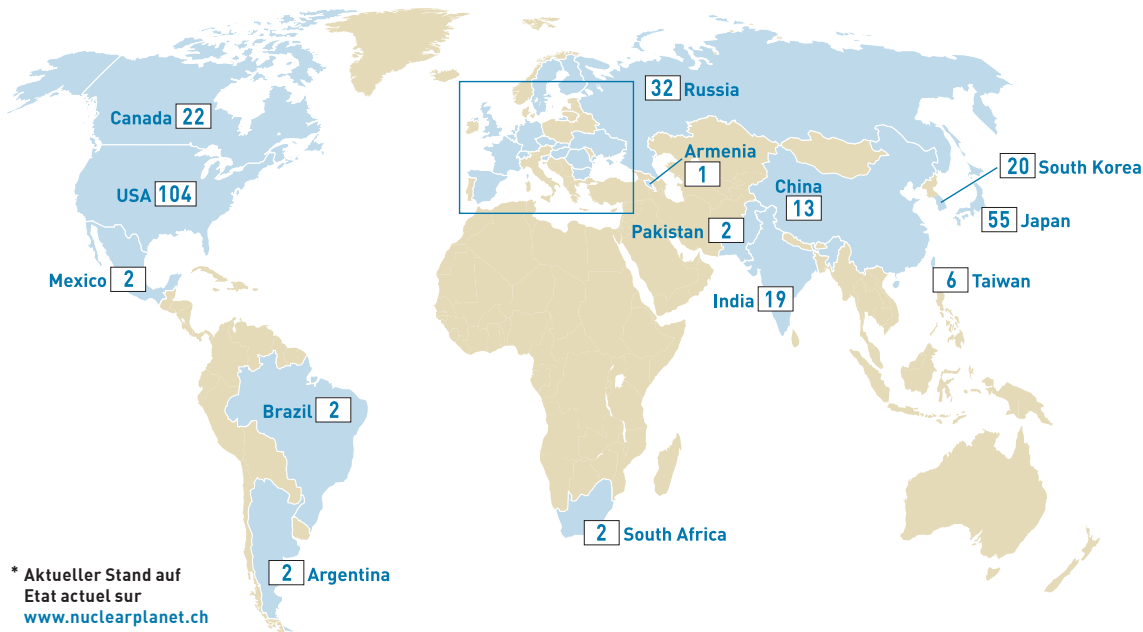 32 Russia
Canada 22
Armenia
1
20 South Korea
China
13
USA 104
55 Japan
Pakistan 2
Mexico 2
6 Taiwan
India 19
Brazil 2
2 South Africa
2 Argentina
* Aktueller Stand auf
Etat actuel sur
www.nuclearplanet.ch